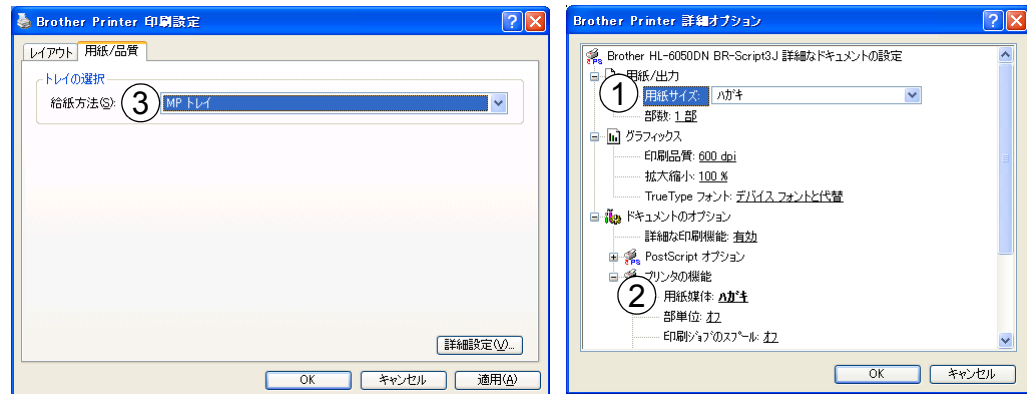 Brother Printer 印刷設定
レイアウト 用紙/品質
トレイの選択
給紙方法(S): ③ MP トレイ
詳細設定(V)...
OK キャンセル 適用(A)
Brother Printer 詳細オプション
Brother HL-6050DN BR-Script3J 詳細なドキュメントの設定
用紙/出力
① 用紙サイズ: ハガキ
部数: 1 部
グラフィックス
印刷品質: 600 dpi
拡大縮小: 100 %
TrueType フォント: デバイス フォントと代替
ドキュメントのオプション
詳細な印刷機能: 有効
PostScript オプション
プリンタの機能
② 用紙媒体: ハガキ
部単位: オフ
印刷ジョブのスプール: オフ
OK キャンセル